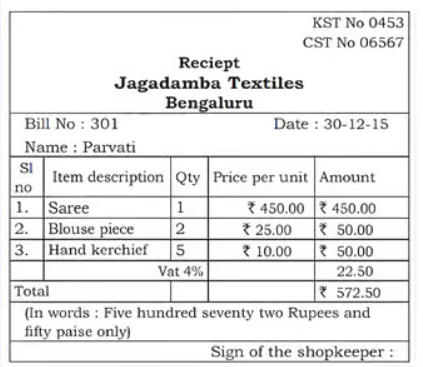 KST No 0453
CST No 06567
Reciept
Jagadamba Textiles
Bengaluru
Bill No : 301 Date : 30-12-15
Name : Parvati
Sl no Item description Qty Price per unit Amount
1. Saree 1 ₹ 450.00 ₹ 450.00
2. Blouse piece 2 ₹ 25.00 ₹ 50.00
3. Hand kerchief 5 ₹ 10.00 ₹ 50.00
Vat 4% 22.50
Total ₹ 572.50
(In words : Five hundred seventy two Rupees and
fifty paise only)
Sign of the shopkeeper :